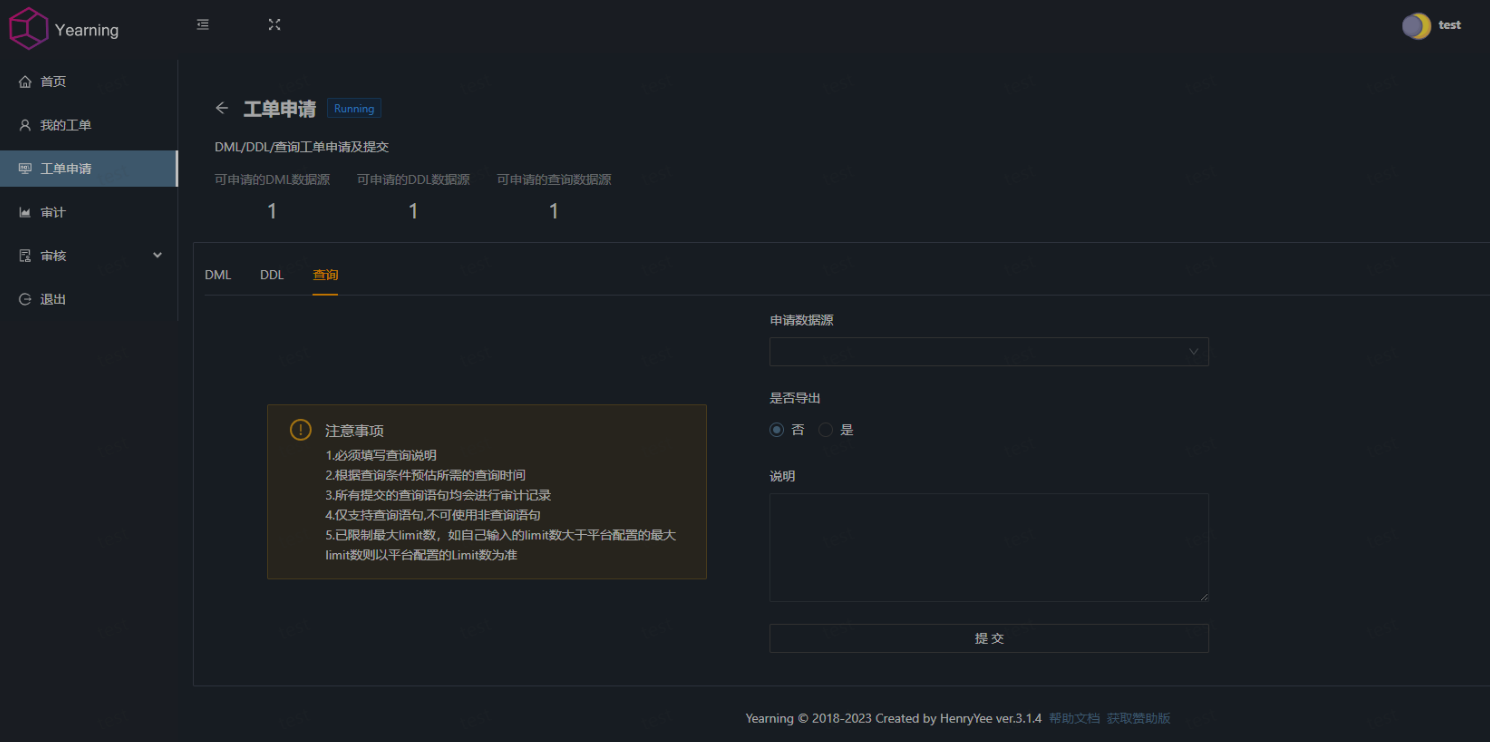 Yearning
test
首页
我的工单
工单申请
审计
审核
退出
工单申请 Running
DML/DDL/查询工单申请及提交
可申请的DML数据源 可申请的DDL数据源 可申请的查询数据源
1 1 1
DML DDL 查询
注意事项
1.必须填写查询说明
2.根据查询条件预估所需的查询时间
3.所有提交的查询语句均会进行审计记录
4.仅支持查询语句,不可使用非查询语句
5.已限制最大limit数，如自己输入的limit数大于平台配置的最大
limit数则以平台配置的Limit数为准
申请数据源
是否导出
否 是
说明
提 交
Yearning © 2018-2023 Created by HenryYee ver.3.1.4 帮助文档 获取赞助版